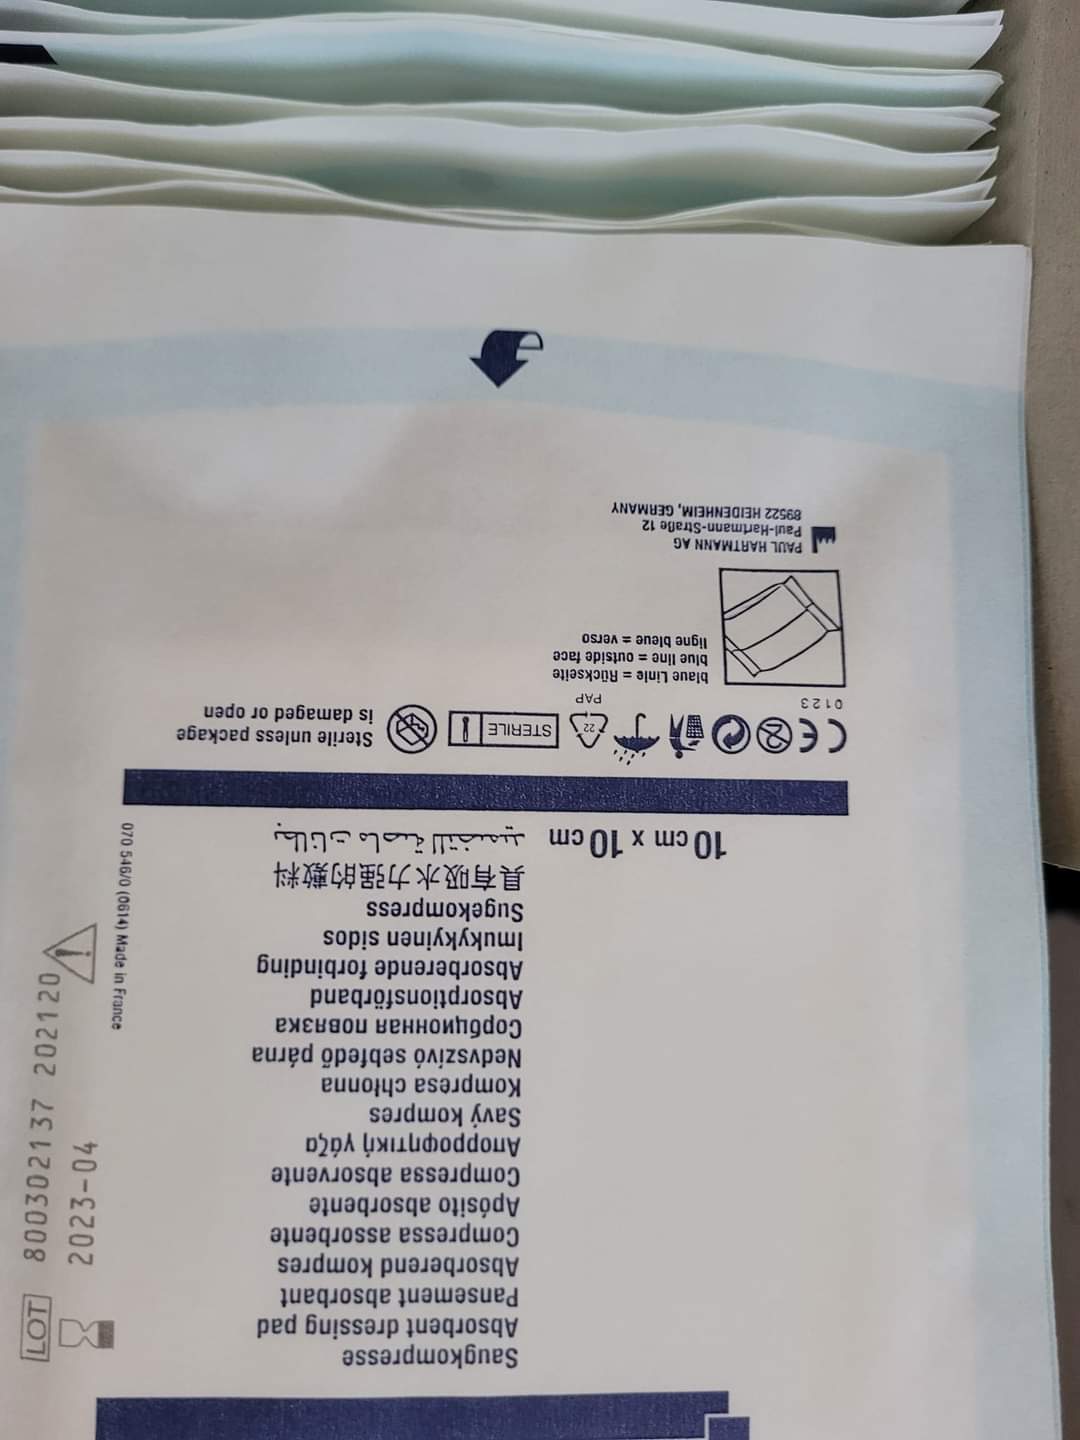 Saugkompresse
Absorbent dressing pad
Pansement absorbant
Absorberend kompres
Compressa assorbente
Apósito absorbente
Compressa absorvente
Απορροφητική γάζα
Savý kompres
Kompresa chłonna
Nedvszívó sebfedő párna
Сорбционная повязка
Absorptionsförband
Absorberende forbinding
Imukykyinen sidos
Sugekompress
具有吸水力强的敷料
10 cm x 10 cm
LOT 800302137 202120
2023-04
070 546/0 (0614) Made in France
CE
0123
2
22
PAP
STERILE
Sterile unless package
is damaged or open
blaue Linie = Rückseite
blue line = outside face
ligne bleue = verso
PAUL HARTMANN AG
Paul-Hartmann-Straße 12
89522 HEIDENHEIM, GERMANY